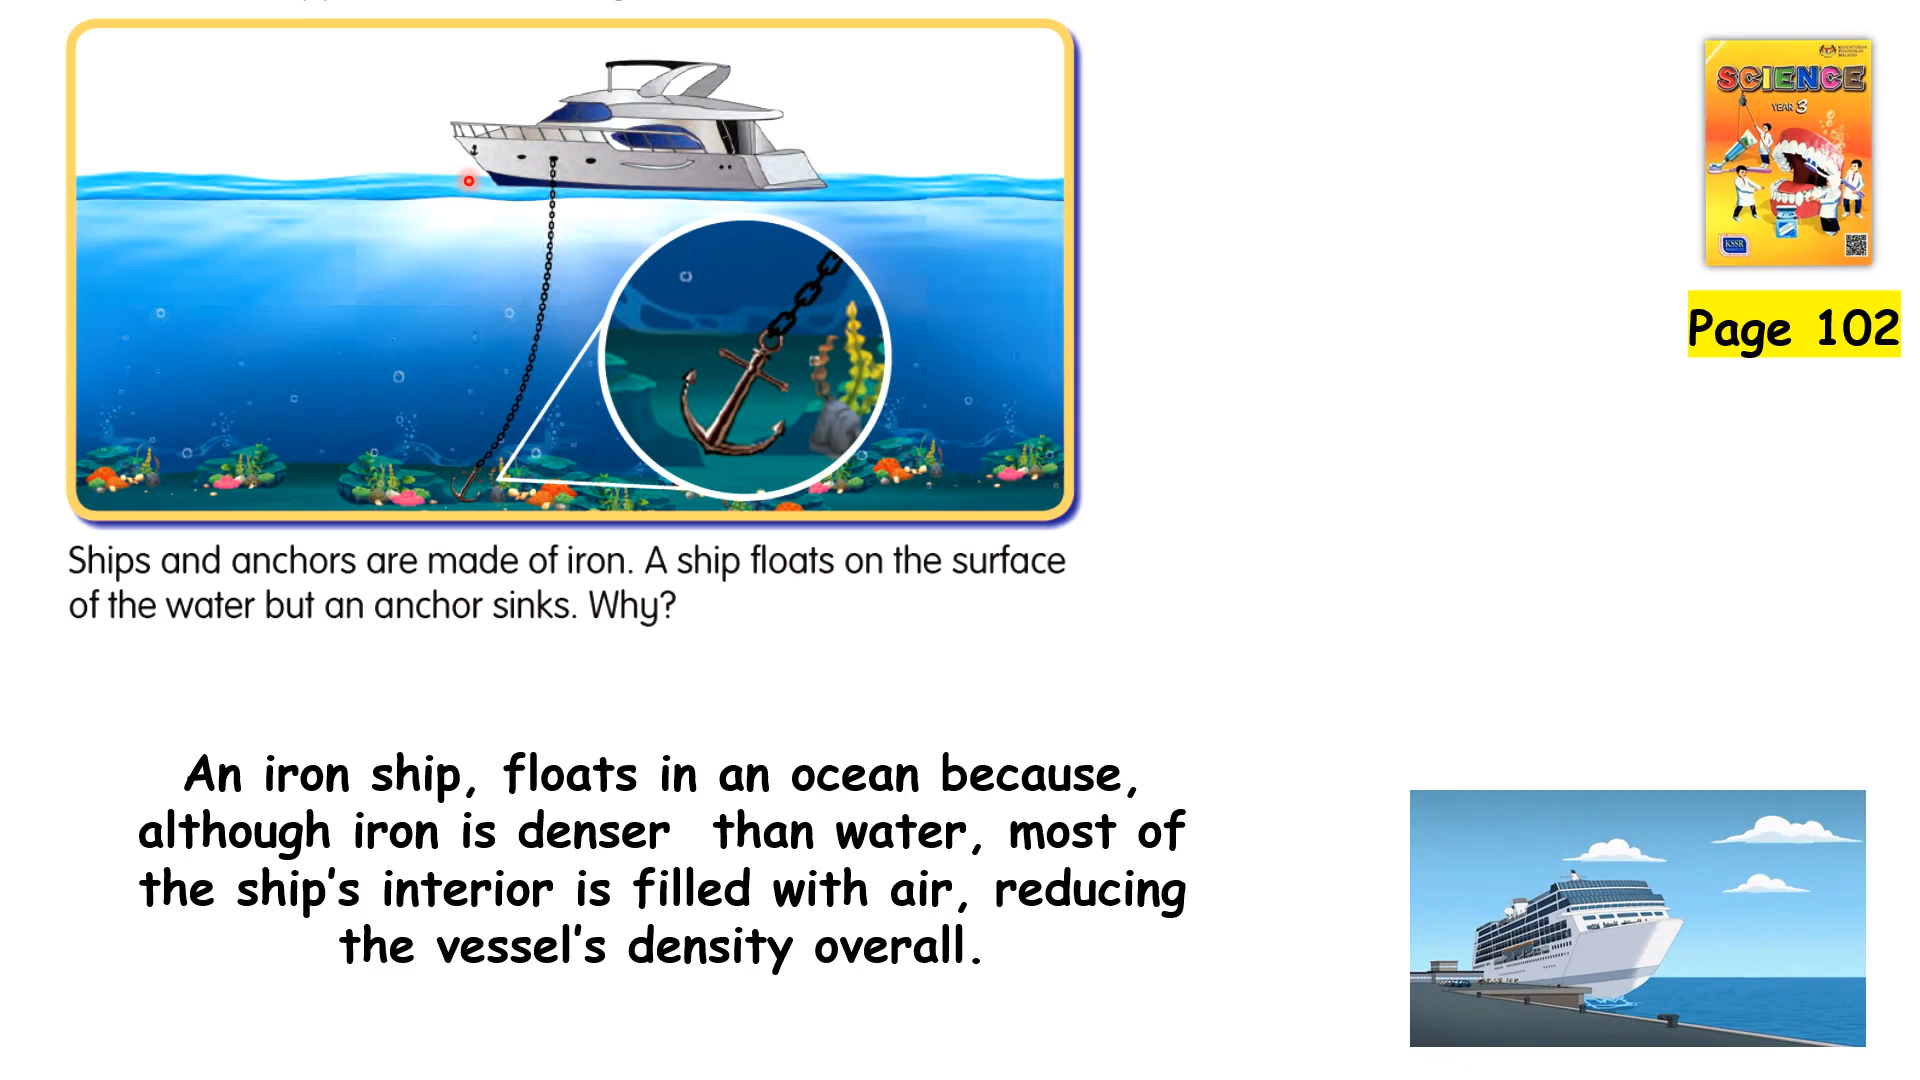 SCIENCE
YEAR 3
KSSR
Page 102
Ships and anchors are made of iron. A ship floats on the surface
of the water but an anchor sinks. Why?
An iron ship, floats in an ocean because,
although iron is denser than water, most of
the ship's interior is filled with air, reducing
the vessel's density overall.